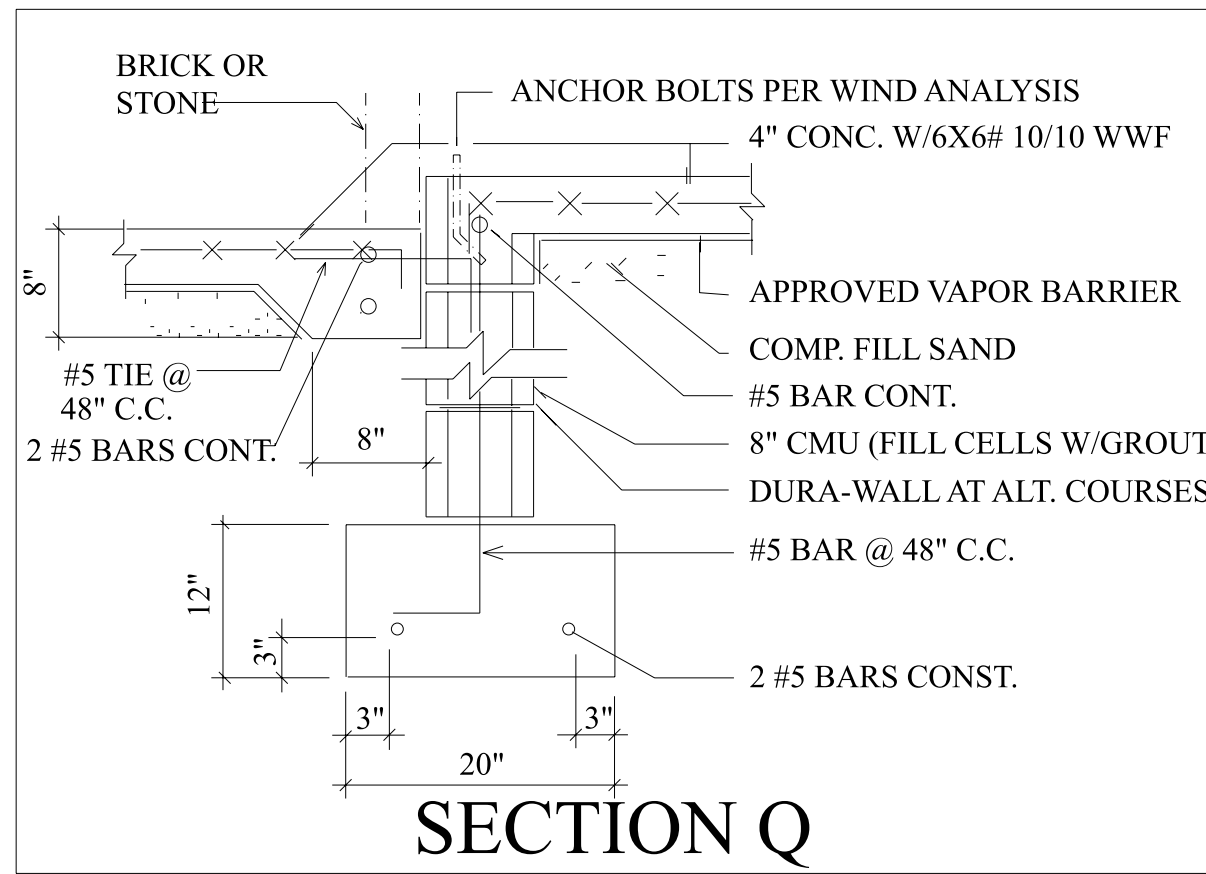 BRICK OR
STONE
ANCHOR BOLTS PER WIND ANALYSIS
4" CONC. W/6X6# 10/10 WWF
8"
APPROVED VAPOR BARRIER
COMP. FILL SAND
#5 TIE @
48" C.C.
#5 BAR CONT.
2 #5 BARS CONT.
8"
8" CMU (FILL CELLS W/GROUT
DURA-WALL AT ALT. COURSES
#5 BAR @ 48" C.C.
12"
3"
2 #5 BARS CONST.
3"
3"
20"
SECTION Q